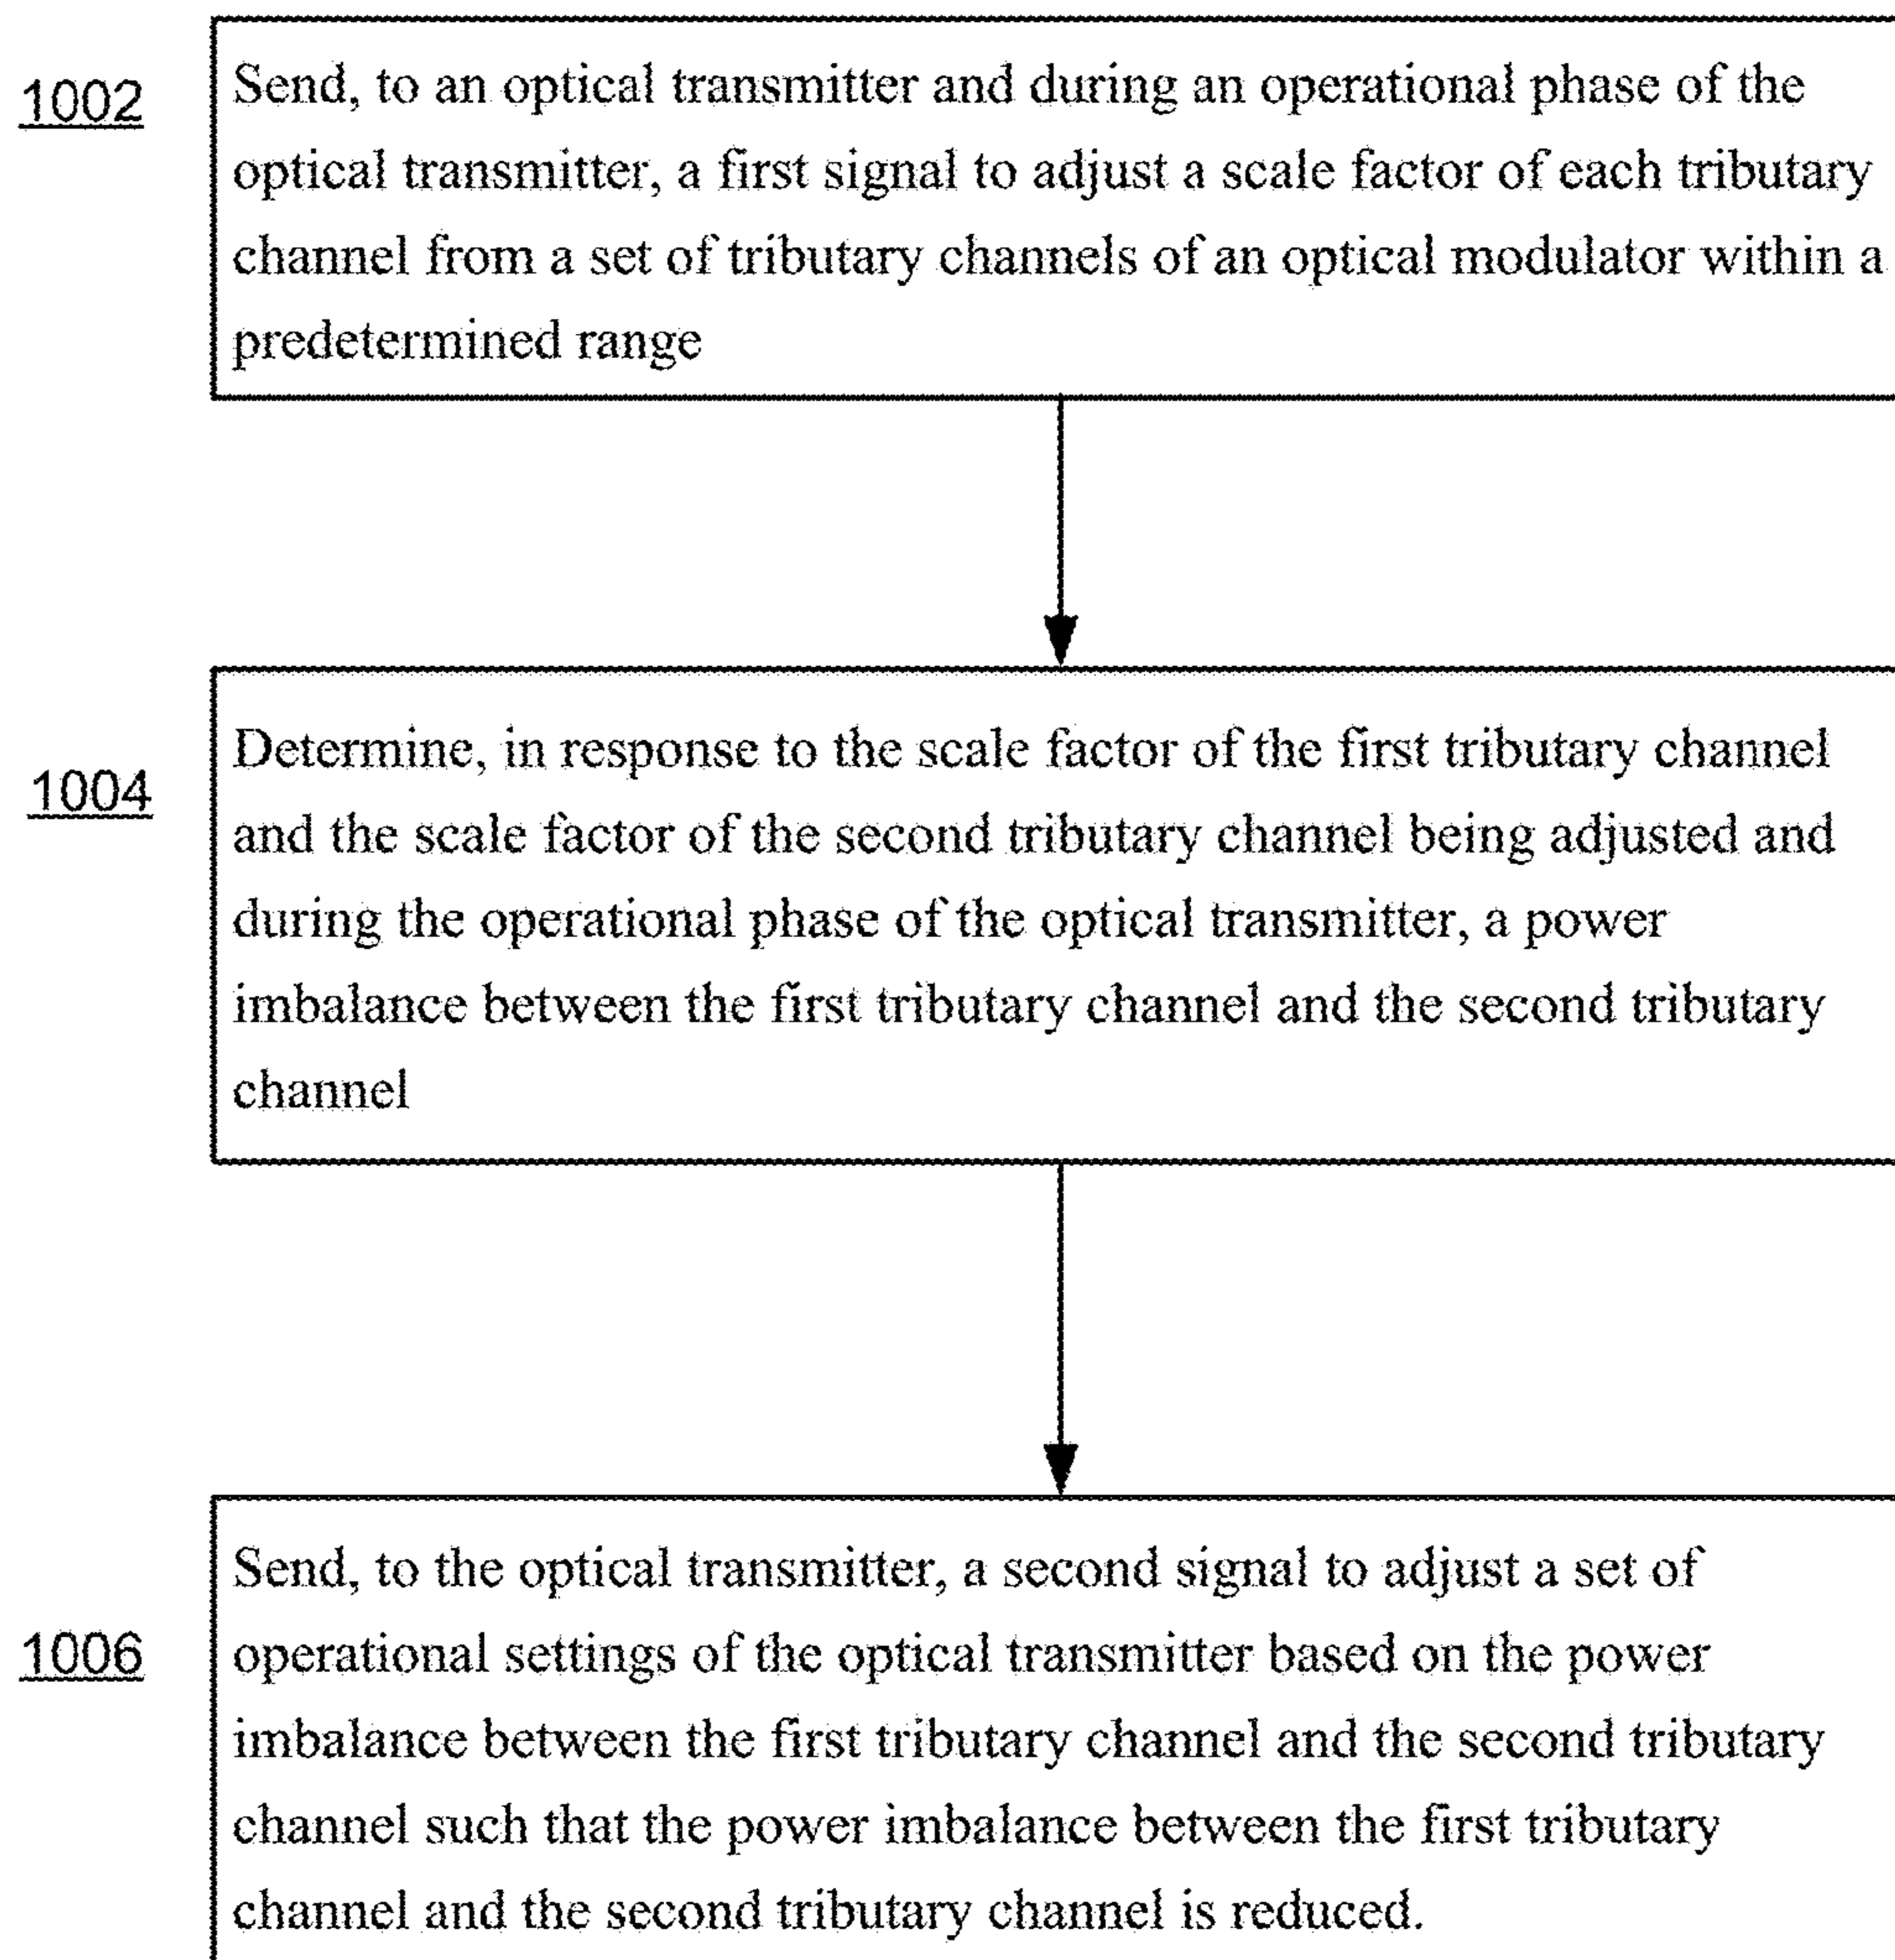 1002
Send, to an optical transmitter and during an operational phase of the
optical transmitter, a first signal to adjust a scale factor of each tributary
channel from a set of tributary channels of an optical modulator within a
predetermined range
1004
Determine, in response to the scale factor of the first tributary channel
and the scale factor of the second tributary channel being adjusted and
during the operational phase of the optical transmitter, a power
imbalance between the first tributary channel and the second tributary
channel
1006
Send, to the optical transmitter, a second signal to adjust a set of
operational settings of the optical transmitter based on the power
imbalance between the first tributary channel and the second tributary
channel such that the power imbalance between the first tributary
channel and the second tributary channel is reduced.